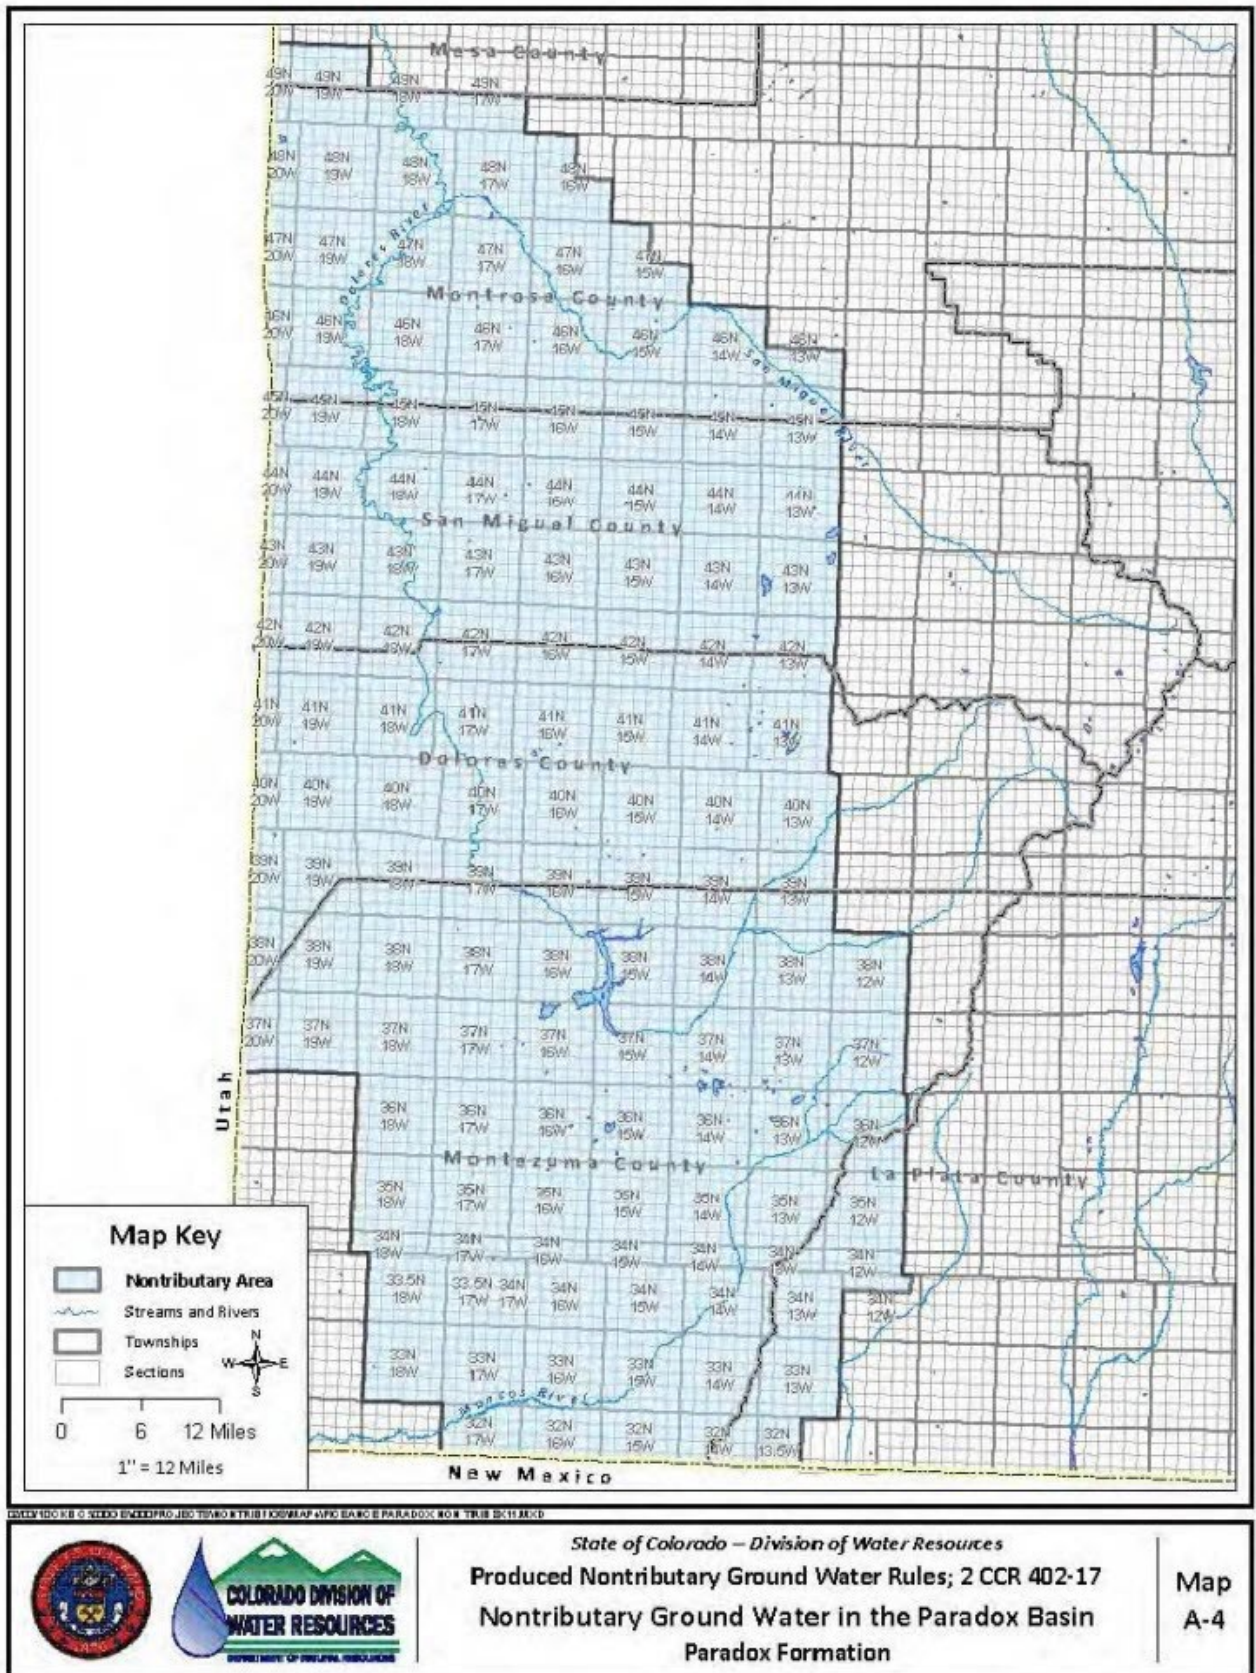 Mesa County
49N 49N 49N 49N
20W 19W 18W 17W
48N 48N 48N 48N 48N
20W 19W 18W 17W 16W
Dolores River
47N 47N 47N 47N 47N 47N
20W 19W 18W 17W 16W 15W
Montrose County
46N 46N 46N 46N 46N 46N 46N 46N
20W 19W 18W 17W 16W 15W 14W 13W
San Miguel River
45N 45N 45N 45N 45N 45N 45N 45N
20W 19W 18W 17W 16W 15W 14W 13W
44N 44N 44N 44N 44N 44N 44N 44N
20W 19W 18W 17W 16W 15W 14W 13W
San Miguel County
43N 43N 43N 43N 43N 43N 43N 43N
20W 19W 18W 17W 16W 15W 14W 13W
42N 42N 42N 42N 42N 42N 42N 42N
20W 19W 18W 17W 16W 15W 14W 13W
41N 41N 41N 41N 41N 41N 41N 41N
20W 19W 18W 17W 16W 15W 14W 13W
Dolores County
40N 40N 40N 40N 40N 40N 40N 40N
20W 19W 18W 17W 16W 15W 14W 13W
39N 39N 39N 39N 39N 39N 39N 39N
20W 19W 18W 17W 16W 15W 14W 13W
38N 38N 38N 38N 38N 38N 38N 38N 38N
20W 19W 18W 17W 16W 15W 14W 13W 12W
37N 37N 37N 37N 37N 37N 37N 37N 37N
20W 19W 18W 17W 16W 15W 14W 13W 12W
Utah
36N 36N 36N 36N 36N 36N 36N
18W 17W 16W 15W 14W 13W 12W
Montezuma County
La Plata County
35N 35N 35N 35N 35N 35N 35N
18W 17W 16W 15W 14W 13W 12W
34N 34N 34N 34N 34N 34N 34N
18W 17W 16W 15W 14W 13W 12W
33.5N 33.5N 34N 34N 34N 34N 34N 34N
18W 17W 17W 16W 15W 14W 13W 12W
33N 33N 33N 33N 33N 33N
18W 17W 16W 15W 14W 13W
Mancos River
32N 32N 32N 32N 32N
17W 16W 15W 14W 13.5W
New Mexico
Map Key
Nontributary Area
Streams and Rivers
Townships
Sections
N
W E
S
0 6 12 Miles
1" = 12 Miles
COLORADO DIVISION OF
WATER RESOURCES
DEPARTMENT OF NATURAL RESOURCES
State of Colorado – Division of Water Resources
Produced Nontributary Ground Water Rules; 2 CCR 402-17
Nontributary Ground Water in the Paradox Basin
Paradox Formation
Map
A-4